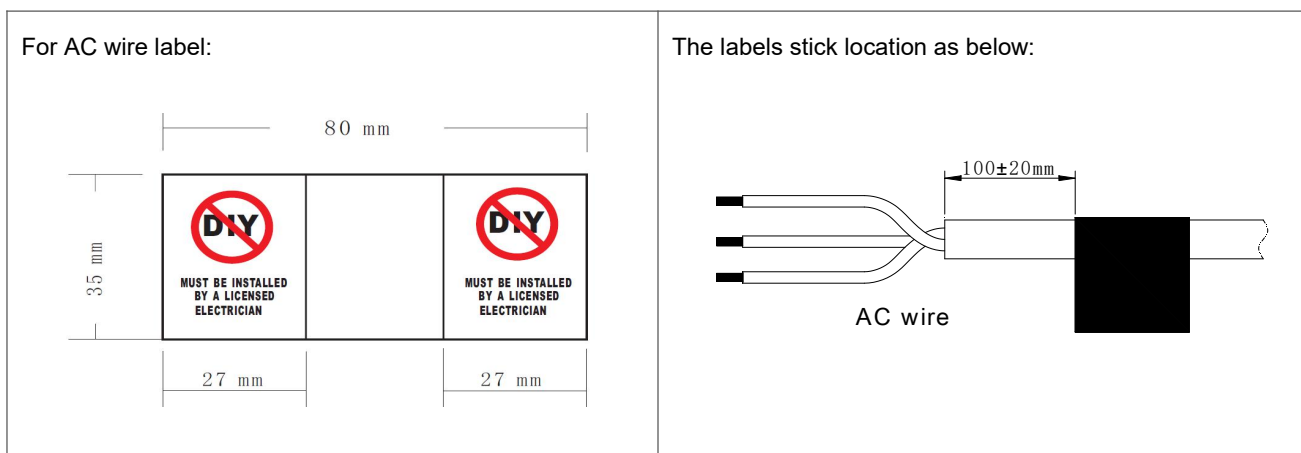 For AC wire label:
80 mm
35 mm
DIY
MUST BE INSTALLED
BY A LICENSED
ELECTRICIAN
DIY
MUST BE INSTALLED
BY A LICENSED
ELECTRICIAN
27 mm
27 mm
The labels stick location as below:
100±20mm
AC wire